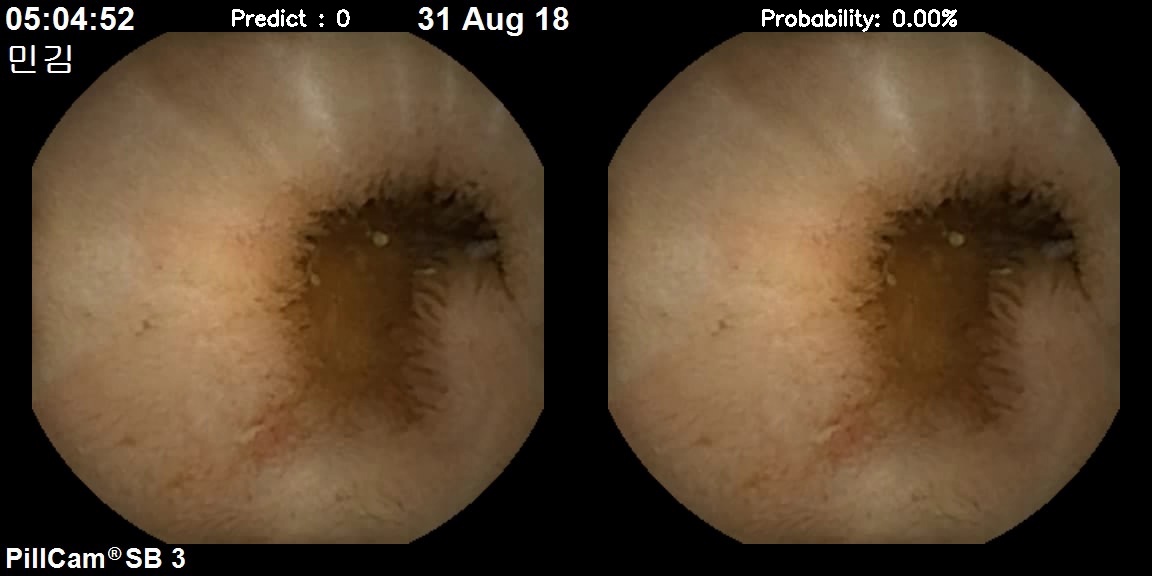 05:04:52 Predict : 0 31 Aug 18 Probability: 0.00%
민김
PillCam® SB 3